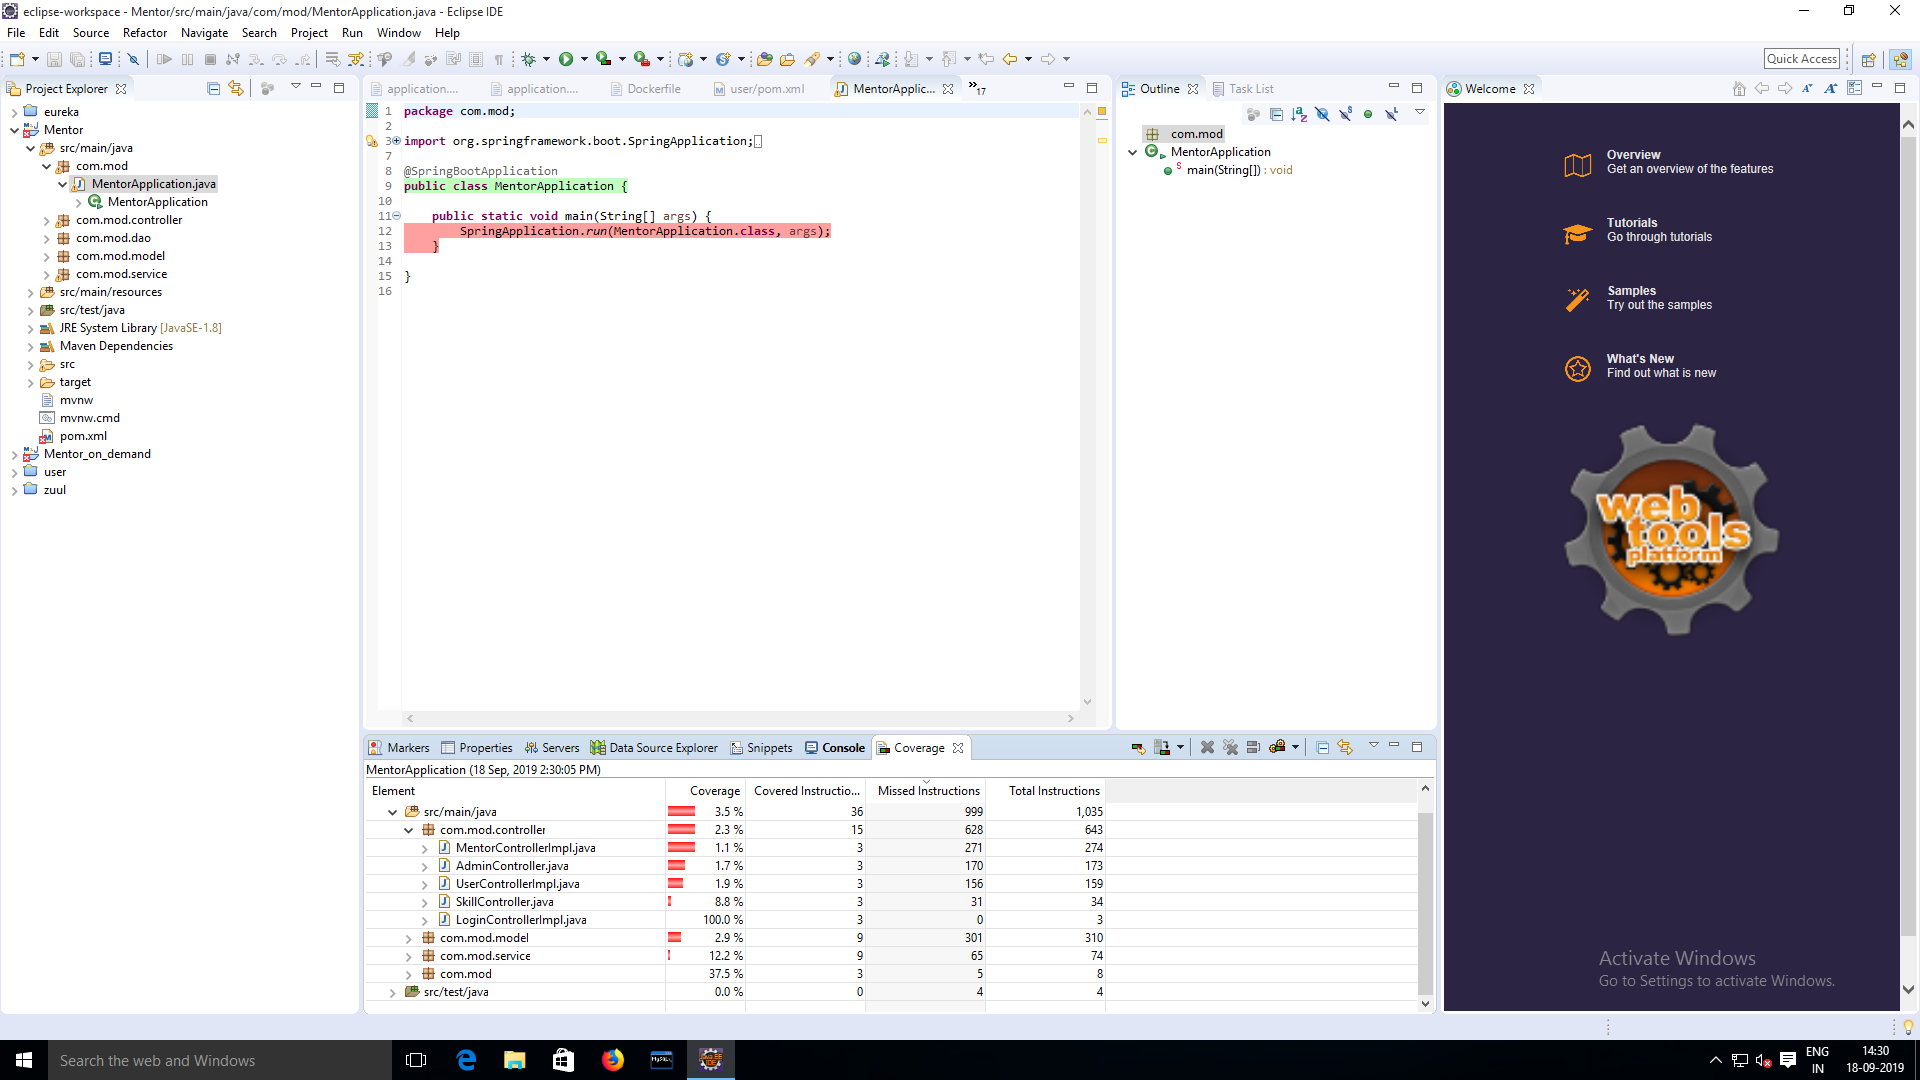 eclipse-workspace - Mentor/src/main/java/com/mod/MentorApplication.java - Eclipse IDE
File Edit Source Refactor Navigate Search Project Run Window Help
Quick Access
Project Explorer
eureka
Mentor
src/main/java
com.mod
MentorApplication.java
MentorApplication
com.mod.controller
com.mod.dao
com.mod.model
com.mod.service
src/main/resources
src/test/java
JRE System Library [JavaSE-1.8]
Maven Dependencies
src
target
mvnw
mvnw.cmd
pom.xml
Mentor_on_demand
user
zuul
application.... application.... Dockerfile user/pom.xml MentorApplic... »17
1 package com.mod;
2
3 import org.springframework.boot.SpringApplication;
7
8 @SpringBootApplication
9 public class MentorApplication {
10
11 public static void main(String[] args) {
12 SpringApplication.run(MentorApplication.class, args);
13 }
14
15 }
16
Outline Task List
com.mod
MentorApplication
main(String[]) : void
Welcome
Overview
Get an overview of the features
Tutorials
Go through tutorials
Samples
Try out the samples
What's New
Find out what is new
web
tools
platform
Activate Windows
Go to Settings to activate Windows.
Markers Properties Servers Data Source Explorer Snippets Console Coverage
MentorApplication (18 Sep, 2019 2:30:05 PM)
Element Coverage Covered Instructio... Missed Instructions Total Instructions
src/main/java 3.5 % 36 999 1,035
com.mod.controller 2.3 % 15 628 643
MentorControllerImpl.java 1.1 % 3 271 274
AdminController.java 1.7 % 3 170 173
UserControllerImpl.java 1.9 % 3 156 159
SkillController.java 8.8 % 3 31 34
LoginControllerImpl.java 100.0 % 3 0 3
com.mod.model 2.9 % 9 301 310
com.mod.service 12.2 % 9 65 74
com.mod 37.5 % 3 5 8
src/test/java 0.0 % 0 4 4
Search the web and Windows
ENG
IN
14:30
18-09-2019